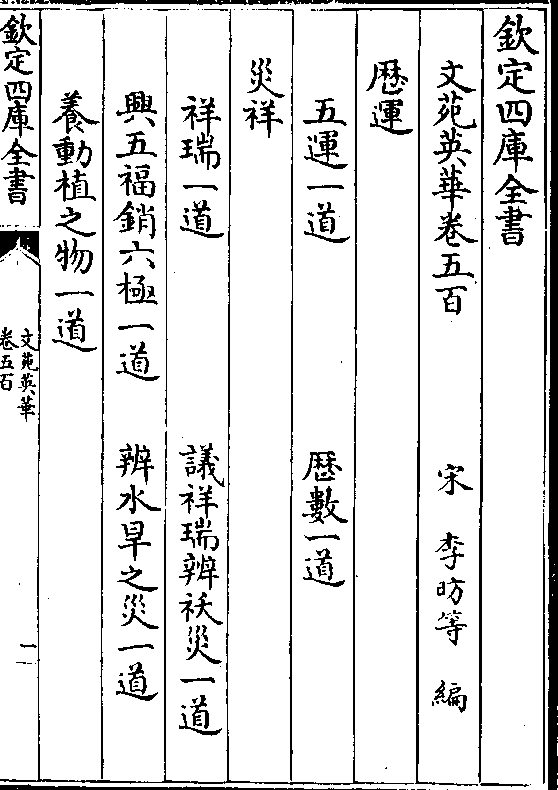 欽定四庫全書
文苑英華卷五百 宋 李昉等 編
歴運
五運一道 歴數一道
災祥
祥瑞一道 議祥瑞辨祅災一道
興五福銷六極一道 辨水旱之災一道
養動植之物一道
欽定四庫全書
文苑英華
卷五百
一